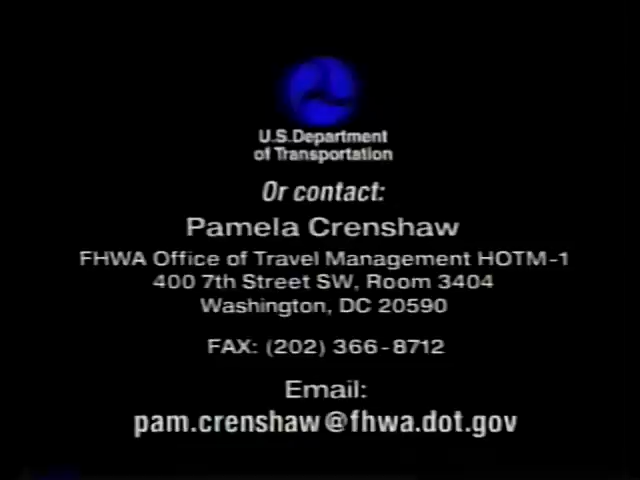 U.S. Department
of Transportation
Or contact:
Pamela Crenshaw
FHWA Office of Travel Management HOTM-1
400 7th Street SW, Room 3404
Washington, DC 20590
FAX: (202) 366-8712
Email:
pam.crenshaw@fhwa.dot.gov